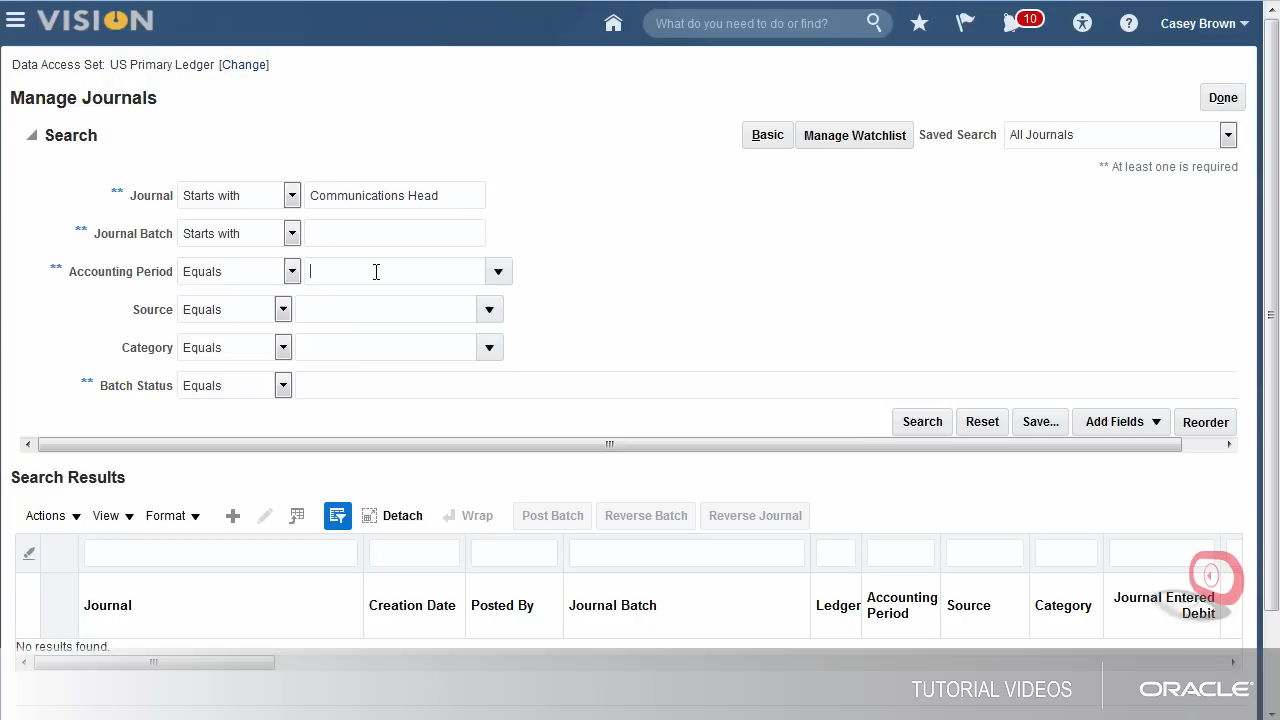 VISION
What do you need to do or find?
10
Casey Brown
Data Access Set: US Primary Ledger [Change]
Manage Journals
Done
Search
Basic
Manage Watchlist
Saved Search
All Journals
** At least one is required
** Journal Starts with Communications Head
** Journal Batch Starts with
** Accounting Period Equals
Source Equals
Category Equals
** Batch Status Equals
Search Reset Save... Add Fields Reorder
Search Results
Actions View Format Detach Wrap Post Batch Reverse Batch Reverse Journal
Journal
Creation Date
Posted By
Journal Batch
Ledger
Accounting
Period
Source
Category
Journal Entered
Debit
No results found.
TUTORIAL VIDEOS
ORACLE®